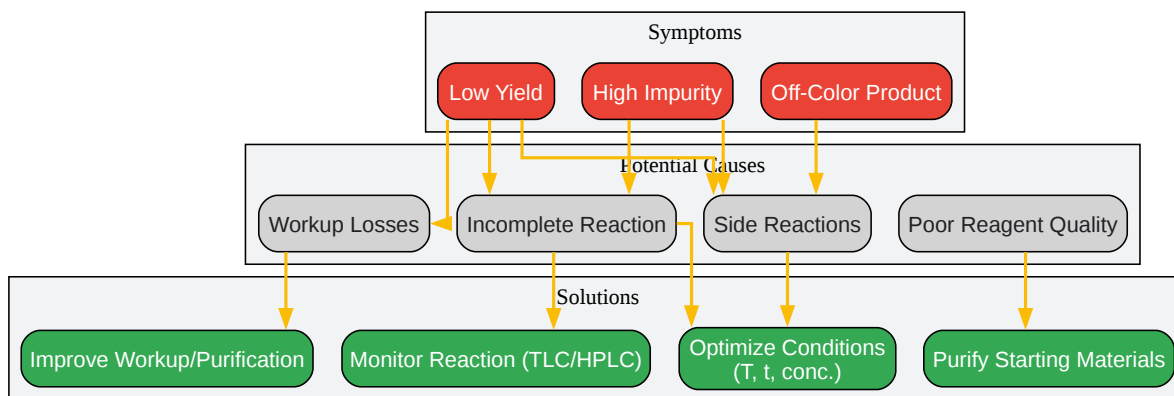 Symptoms
Low Yield
High Impurity
Off-Color Product
Potential Causes
Workup Losses
Incomplete Reaction
Side Reactions
Poor Reagent Quality
Solutions
Improve Workup/Purification
Monitor Reaction (TLC/HPLC)
Optimize Conditions
(T, t, conc.)
Purify Starting Materials